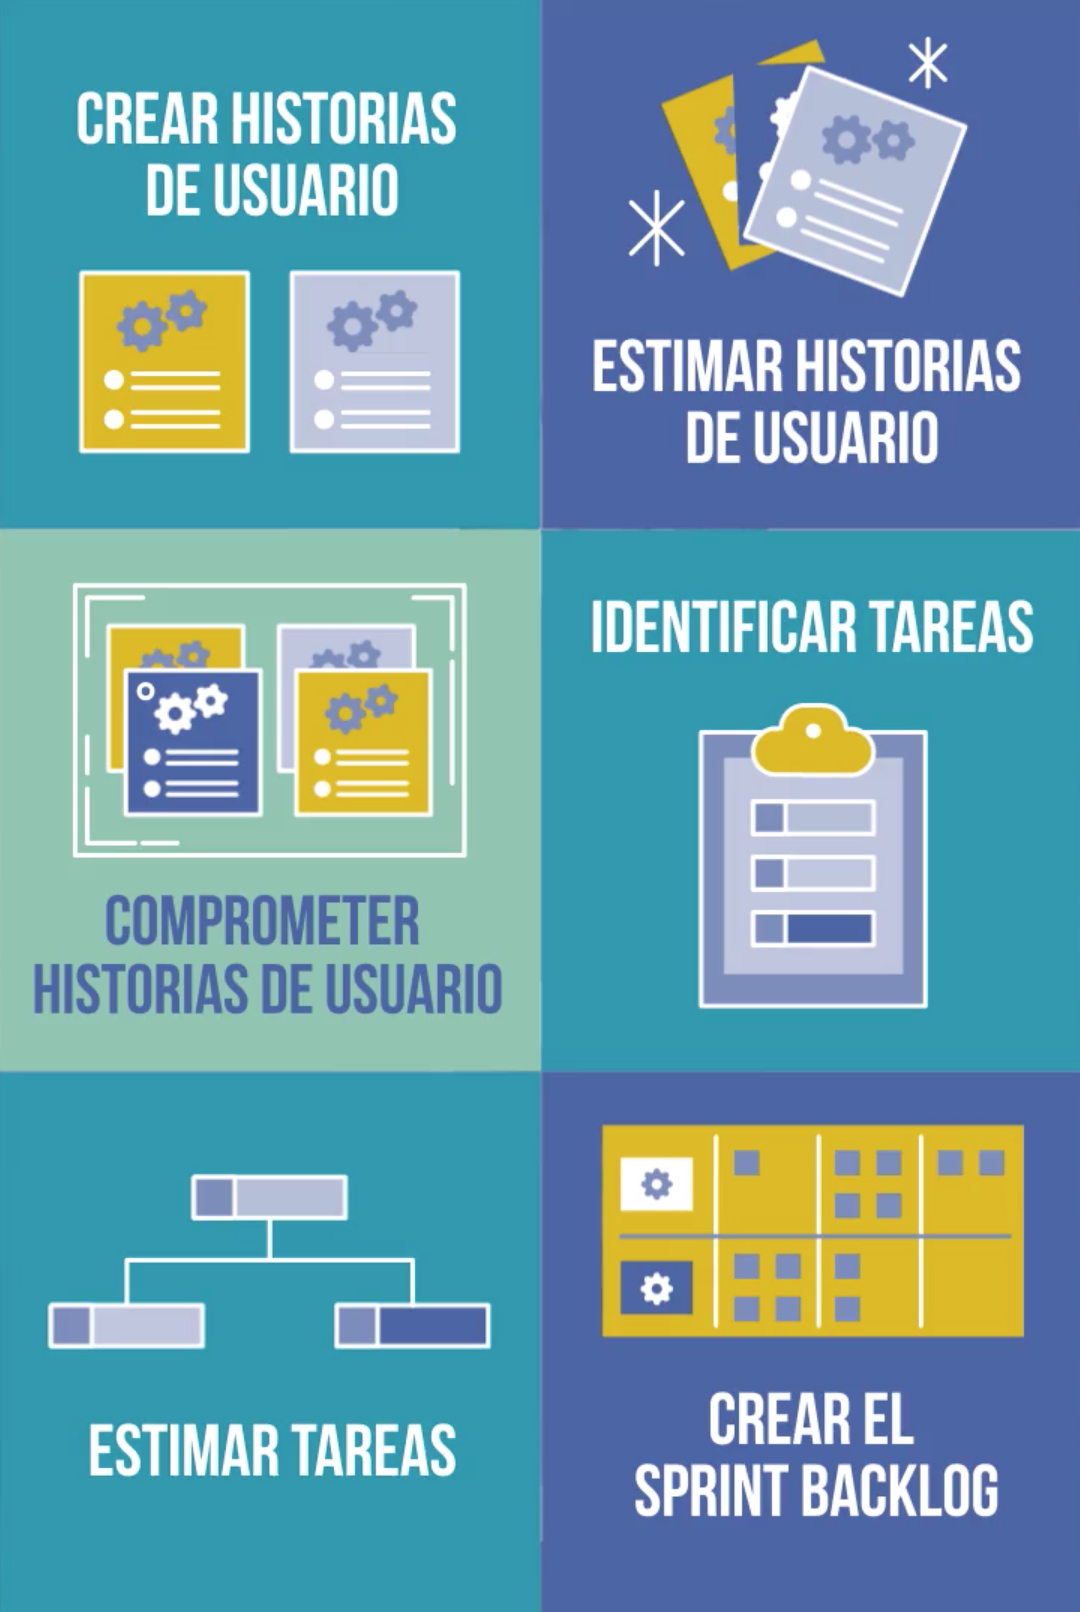 CREAR HISTORIAS
DE USUARIO
ESTIMAR HISTORIAS
DE USUARIO
COMPROMETER
HISTORIAS DE USUARIO
IDENTIFICAR TAREAS
ESTIMAR TAREAS
CREAR EL
SPRINT BACKLOG